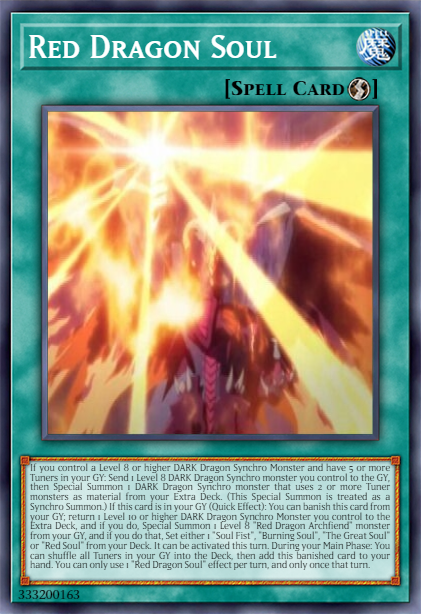 Red Dragon Soul
魔
[Spell Card]
If you control a Level 8 or higher DARK Dragon Synchro Monster and have 5 or more
Tuners in your GY: Send 1 Level 8 DARK Dragon Synchro monster you control to the GY,
then Special Summon 1 DARK Dragon Synchro monster that uses 2 or more Tuner
monsters as material from your Extra Deck. (This Special Summon is treated as a
Synchro Summon.) If this card is in your GY (Quick Effect): You can banish this card from
your GY; return 1 Level 10 or higher DARK Dragon Synchro Monster you control to the
Extra Deck, and if you do, Special Summon 1 Level 8 "Red Dragon Archfiend" monster
from your GY, and if you do that, Set either 1 "Soul Fist", "Burning Soul", "The Great Soul"
or "Red Soul" from your Deck. It can be activated this turn. During your Main Phase: You
can shuffle all Tuners in your GY into the Deck, then add this banished card to your
hand. You can only use 1 "Red Dragon Soul" effect per turn, and only once that turn.
333200163